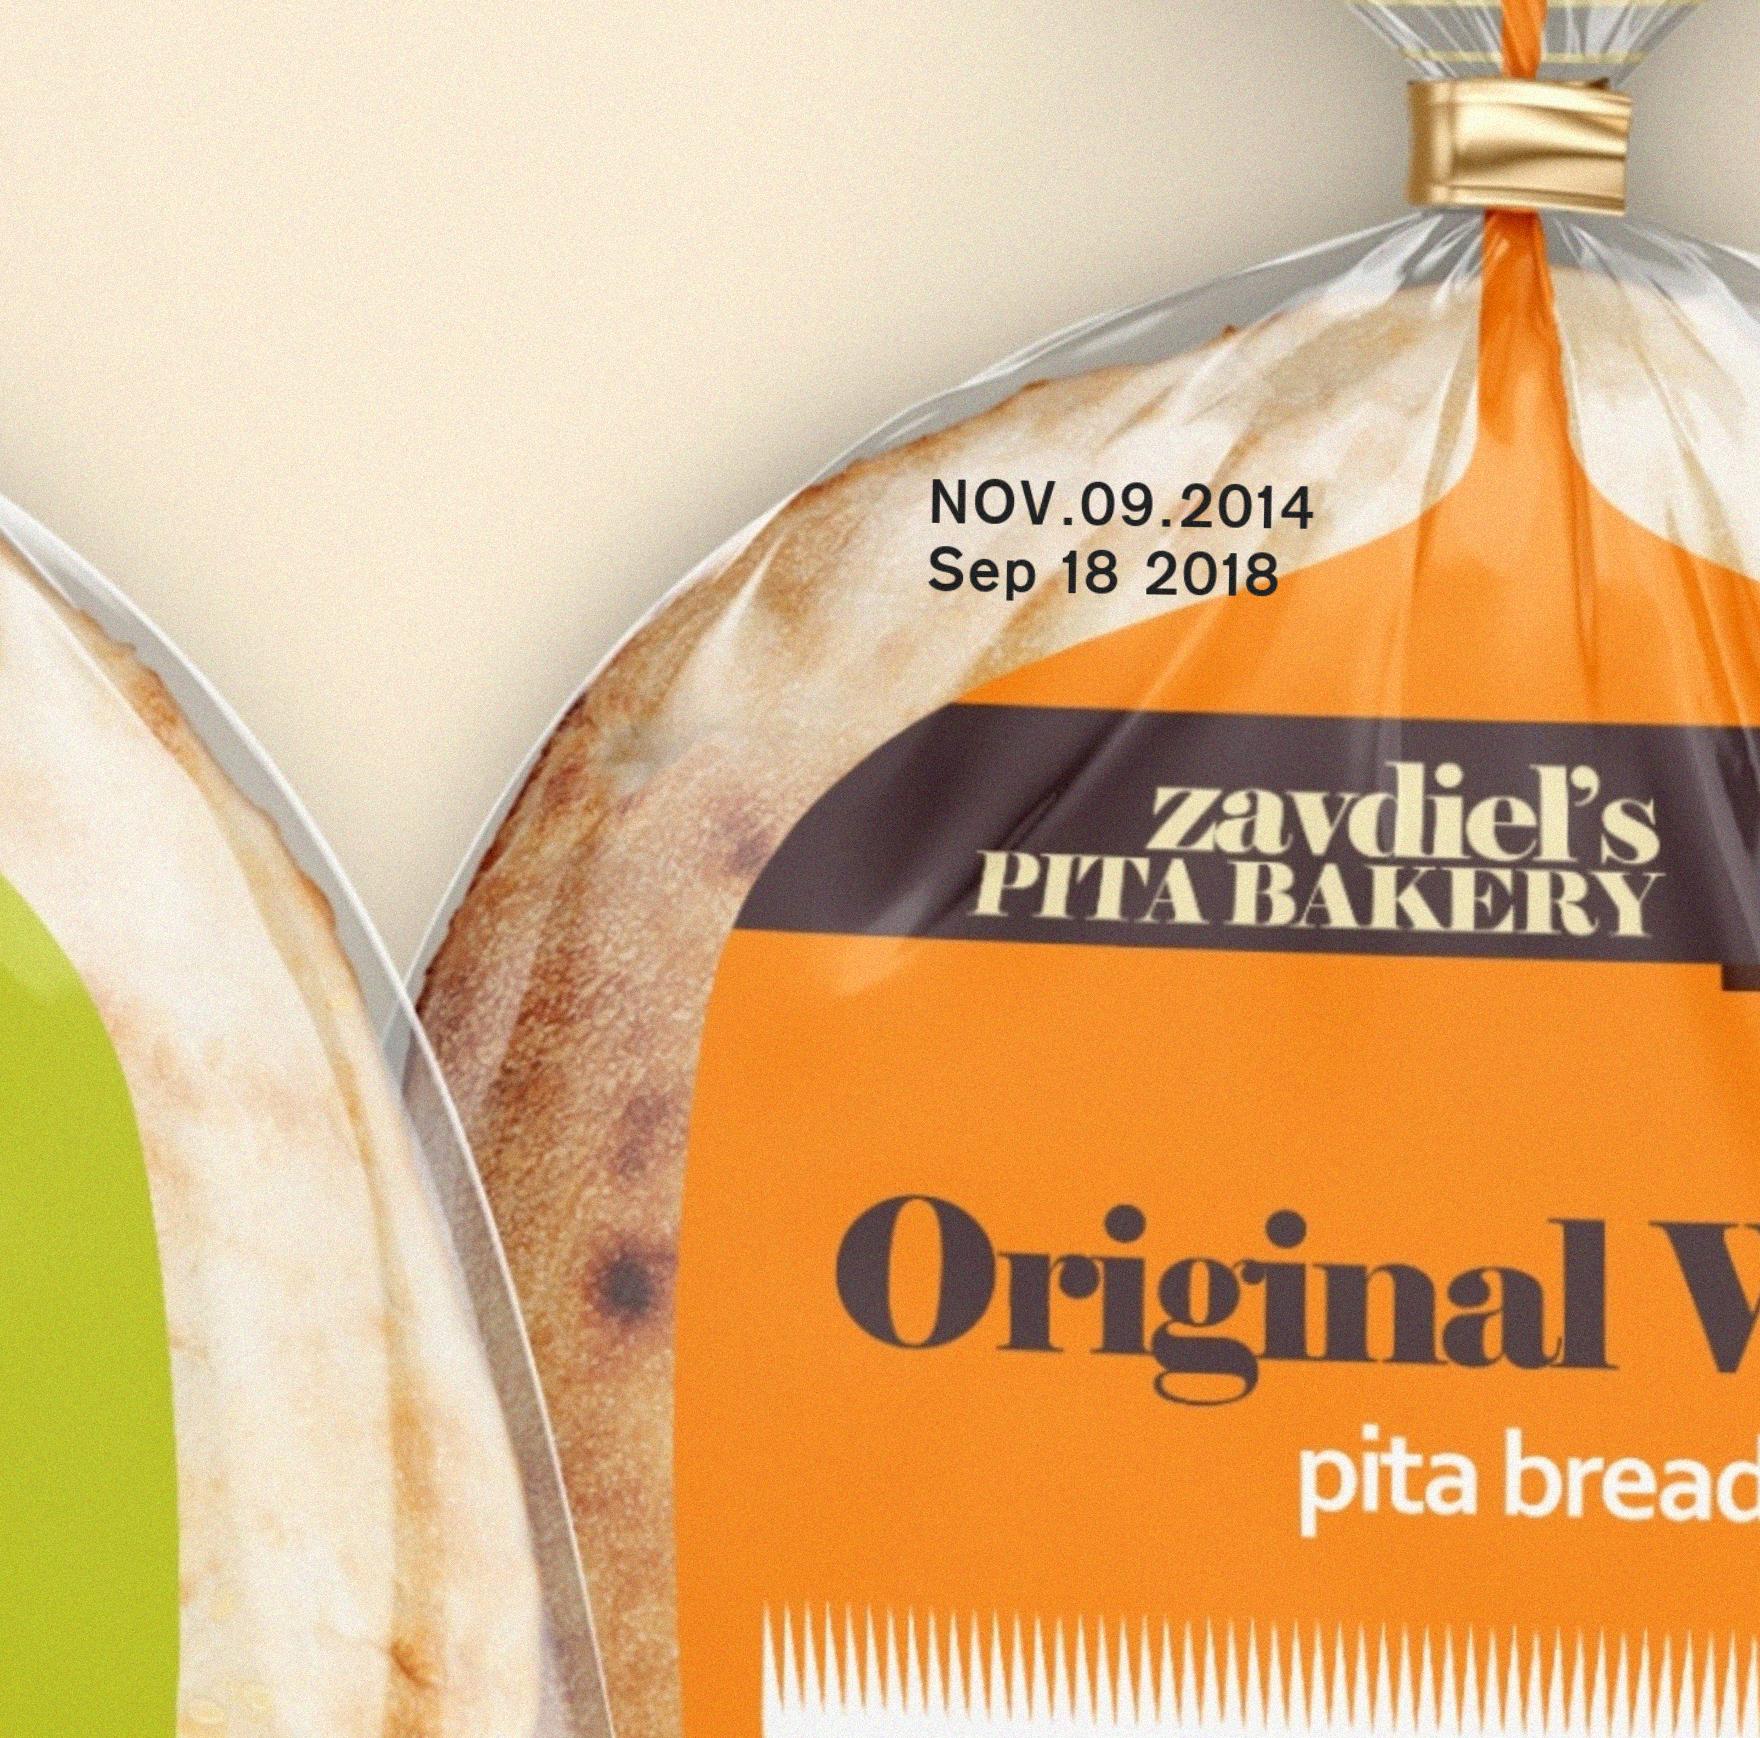 NOV.09.2014
Sep 18 2018
zavdiel's
PITA BAKERY
Original
pita bread